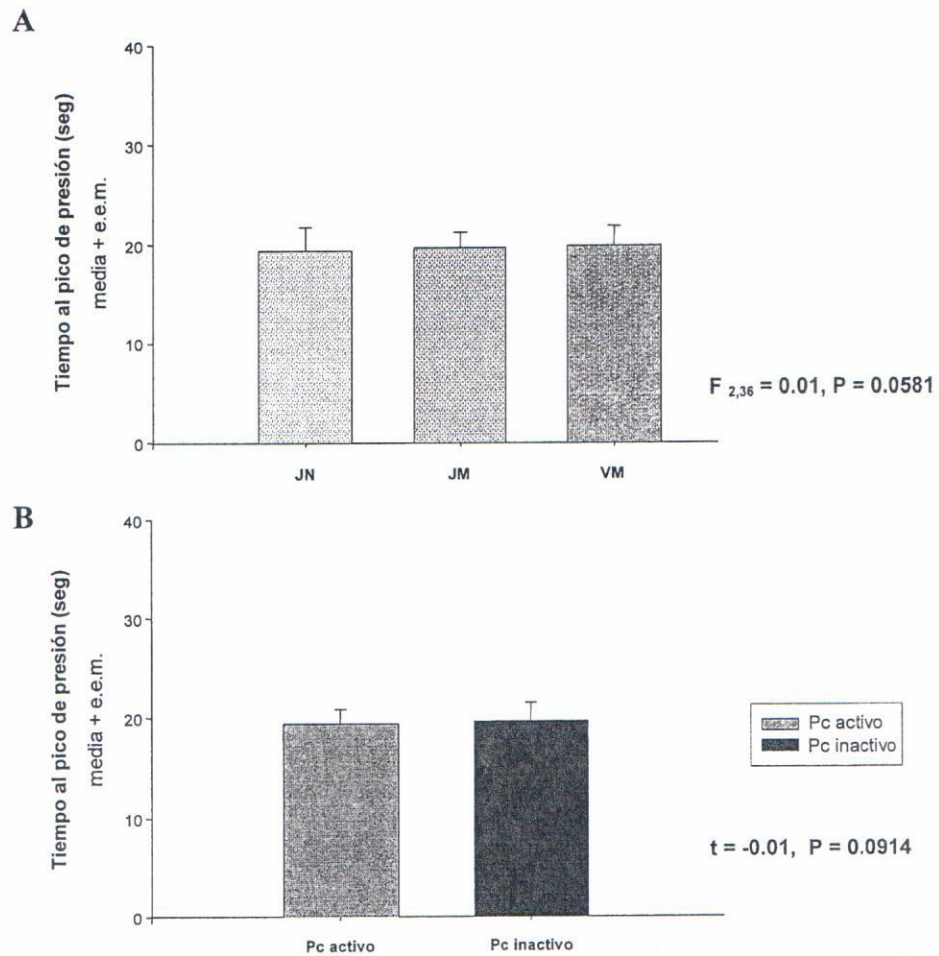 A
Tiempo al pico de presión (seg)
media + e.e.m.
40
30
20
10
0
JN
JM
VM
F 2,36 = 0.01, P = 0.0581
B
Tiempo al pico de presión (seg)
media + e.e.m.
40
30
20
10
0
Pc activo
Pc inactivo
Pc activo
Pc inactivo
t = -0.01, P = 0.0914